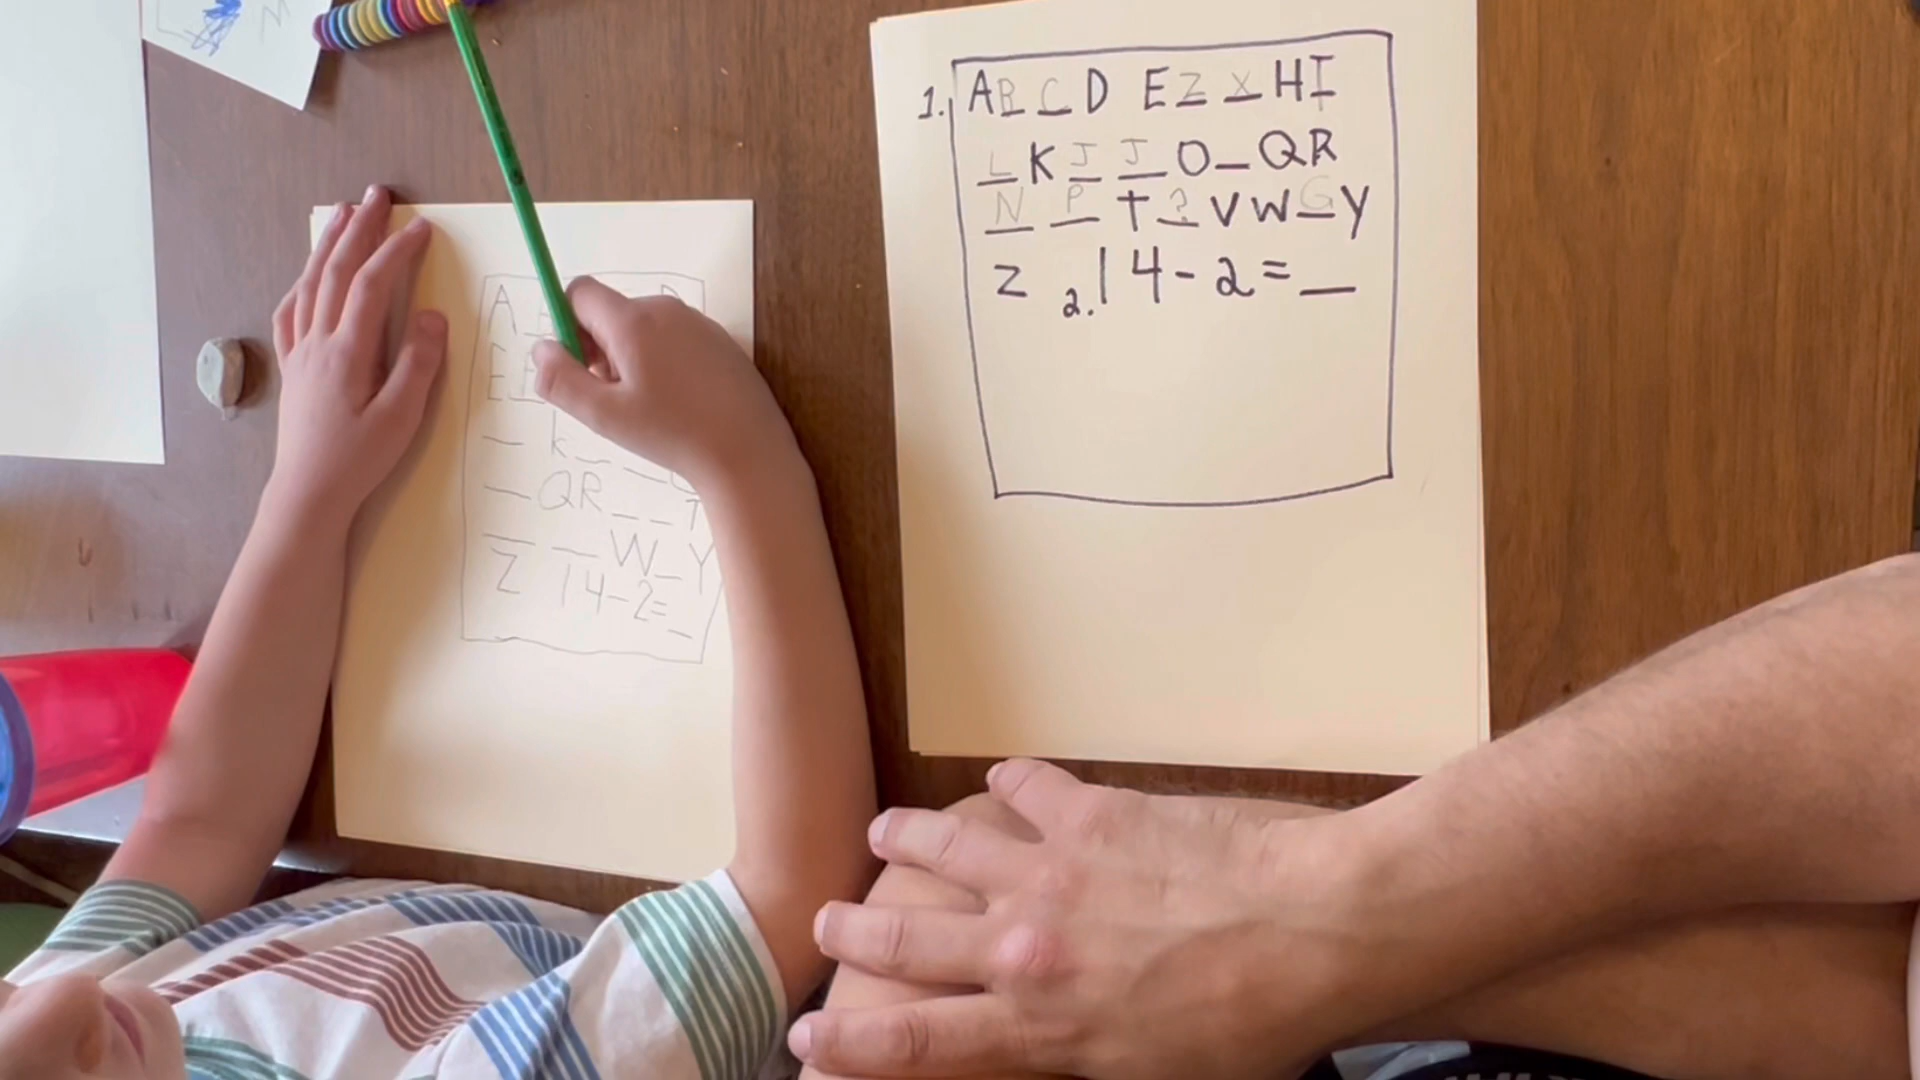 A B D
E F
_ K _ _
_ Q R _ _ T
_ _ W _ Y
Z 14-2= _
1. A B C D E Z X H I
L K J J O _ Q R
N P T ? V W G Y
Z 2. 14-2= _